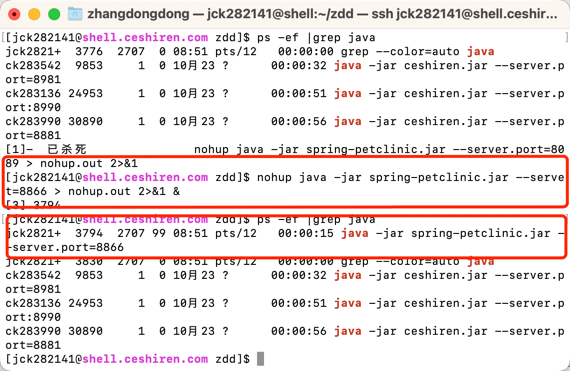 zhangdongdong — jck282141@shell:~/zdd — ssh jck282141@shell.ceshiren....
[jck282141@shell.ceshiren.com zdd]$ ps -ef |grep java
jck2821+  3776  2707  0 08:51 pts/12   00:00:00 grep --color=auto java
ck283542  9853     1  0 10月23 ?       00:00:32 java -jar ceshiren.jar --server.p
ort=8981
ck283136 24953     1  0 10月23 ?       00:00:51 java -jar ceshiren.jar --server.p
ort:8990
ck283990 30890     1  0 10月23 ?       00:00:56 java -jar ceshiren.jar --server.p
ort=8881
[1]-  已杀死               nohup java -jar spring-petclinic.jar --server.port=80
89 > nohup.out 2>&1
[jck282141@shell.ceshiren.com zdd]$ nohup java -jar spring-petclinic.jar --serve
t=8866 > nohup.out 2>&1 &
[3] 3794
[jck282141@shell.ceshiren.com zdd]$ ps -ef |grep java
jck2821+  3794  2707 99 08:51 pts/12   00:00:15 java -jar spring-petclinic.jar -
-server.port=8866
jck2821+  3830  2707  0 08:51 pts/12   00:00:00 grep --color=auto java
ck283542  9853     1  0 10月23 ?       00:00:32 java -jar ceshiren.jar --server.p
ort=8981
ck283136 24953     1  0 10月23 ?       00:00:51 java -jar ceshiren.jar --server.p
ort:8990
ck283990 30890     1  0 10月23 ?       00:00:56 java -jar ceshiren.jar --server.p
ort=8881
[jck282141@shell.ceshiren.com zdd]$